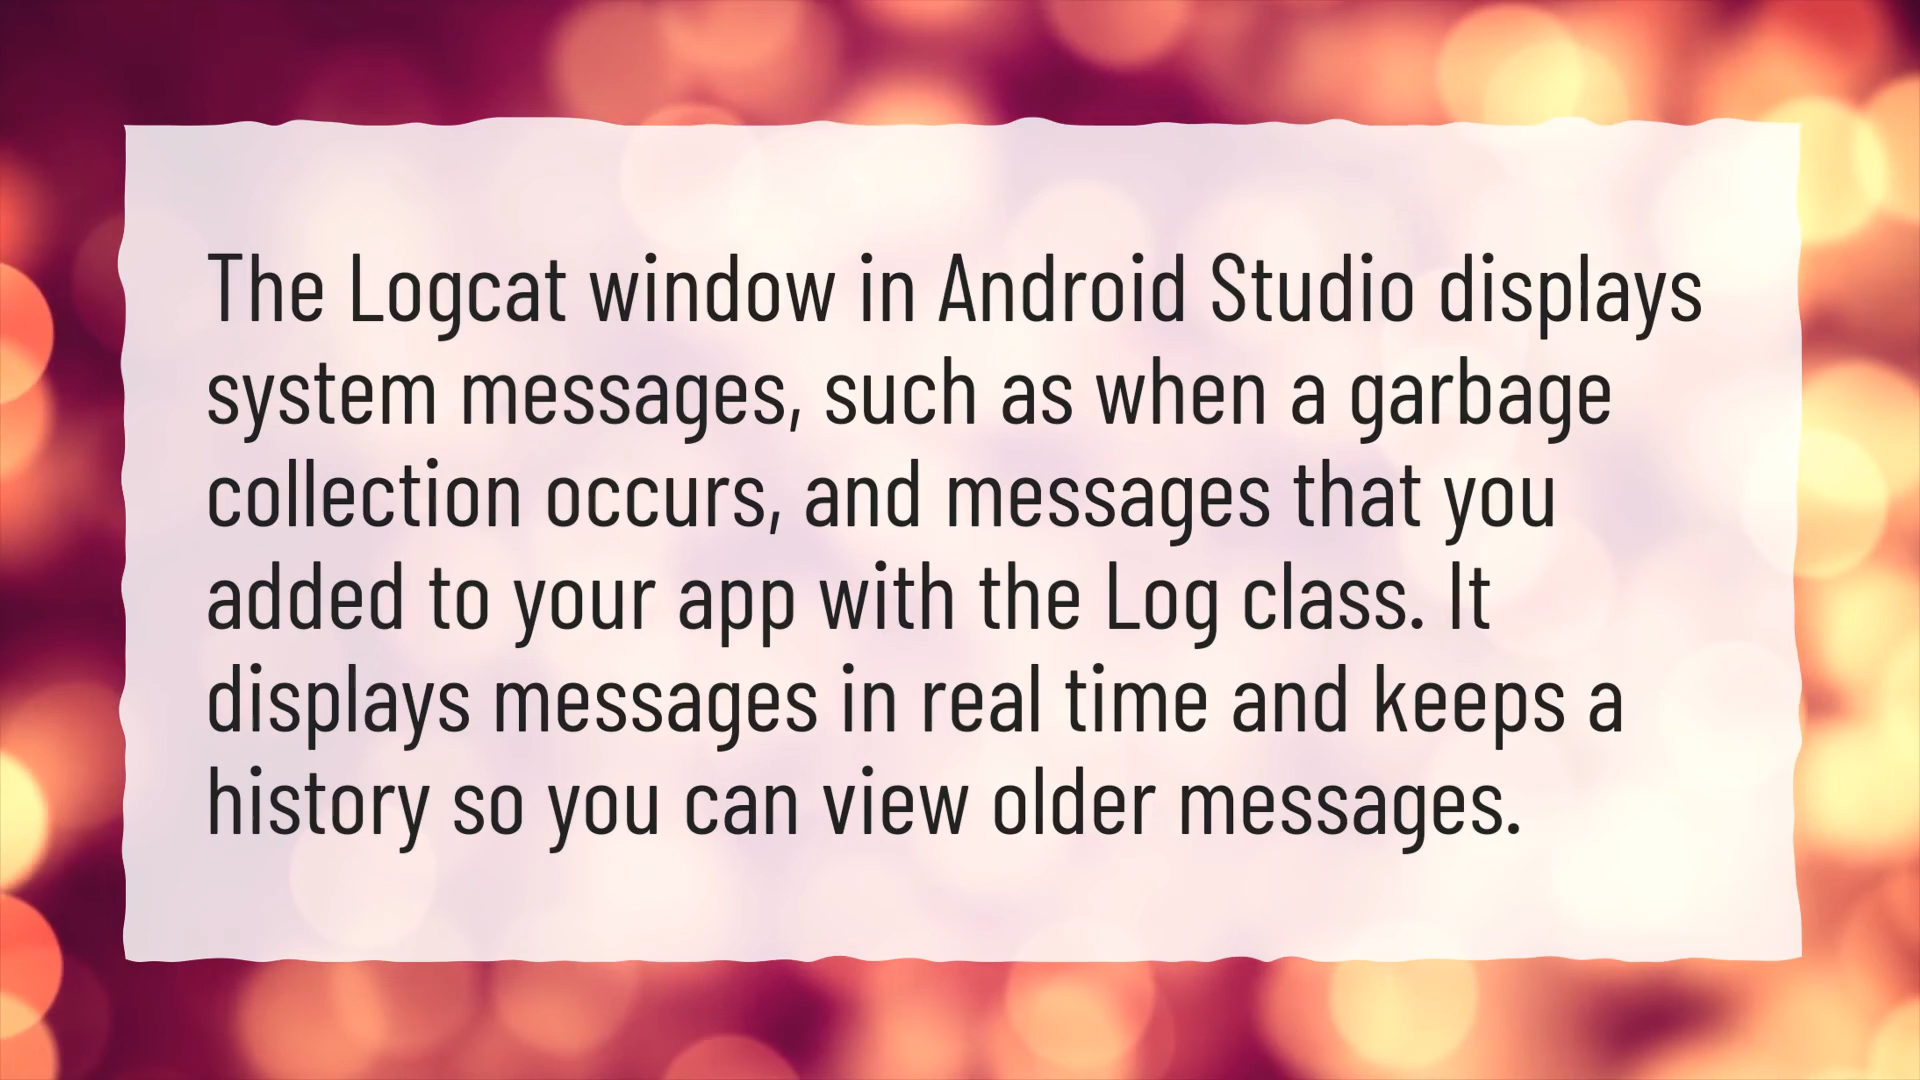 The Logcat window in Android Studio displays
system messages, such as when a garbage
collection occurs, and messages that you
added to your app with the Log class. It
displays messages in real time and keeps a
history so you can view older messages.